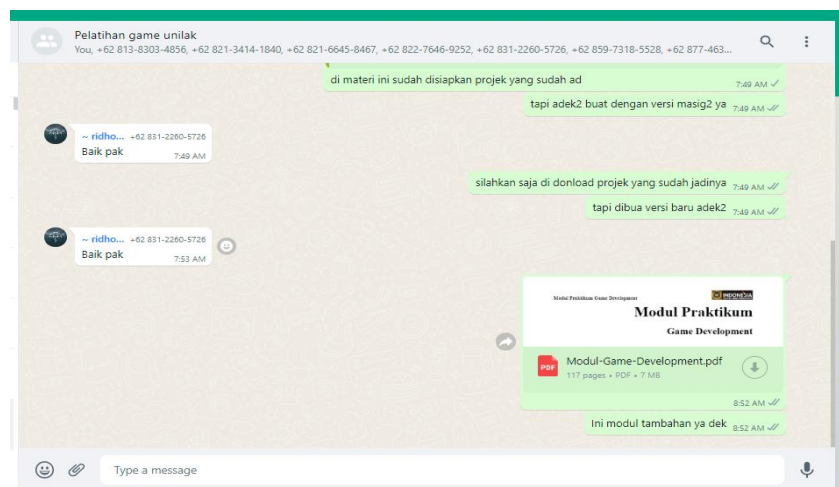 Pelatihan game unilak
You, +62 813-8303-4856, +62 821-3414-1840, +62 821-6645-8467, +62 822-7646-9252, +62 831-2260-5726, +62 859-7318-5528, +62 877-463...
di materi ini sudah disiapkan projek yang sudah ad
7:49 AM
tapi adek2 buat dengan versi masig2 ya 7:49 AM
~ ridho... +62 831-2260-5726
Baik pak
7:49 AM
silahkan saja di donload projek yang sudah jadinya 7:49 AM
tapi dibua versi baru adek2 7:49 AM
~ ridho... +62 831-2260-5726
Baik pak
7:53 AM
Modul Praktikum Game Development
INDONESIA
Modul Praktikum
Game Development
PDF
Modul-Game-Development.pdf
117 pages • PDF • 7 MB
8:52 AM
Ini modul tambahan ya dek 8:52 AM
Type a message